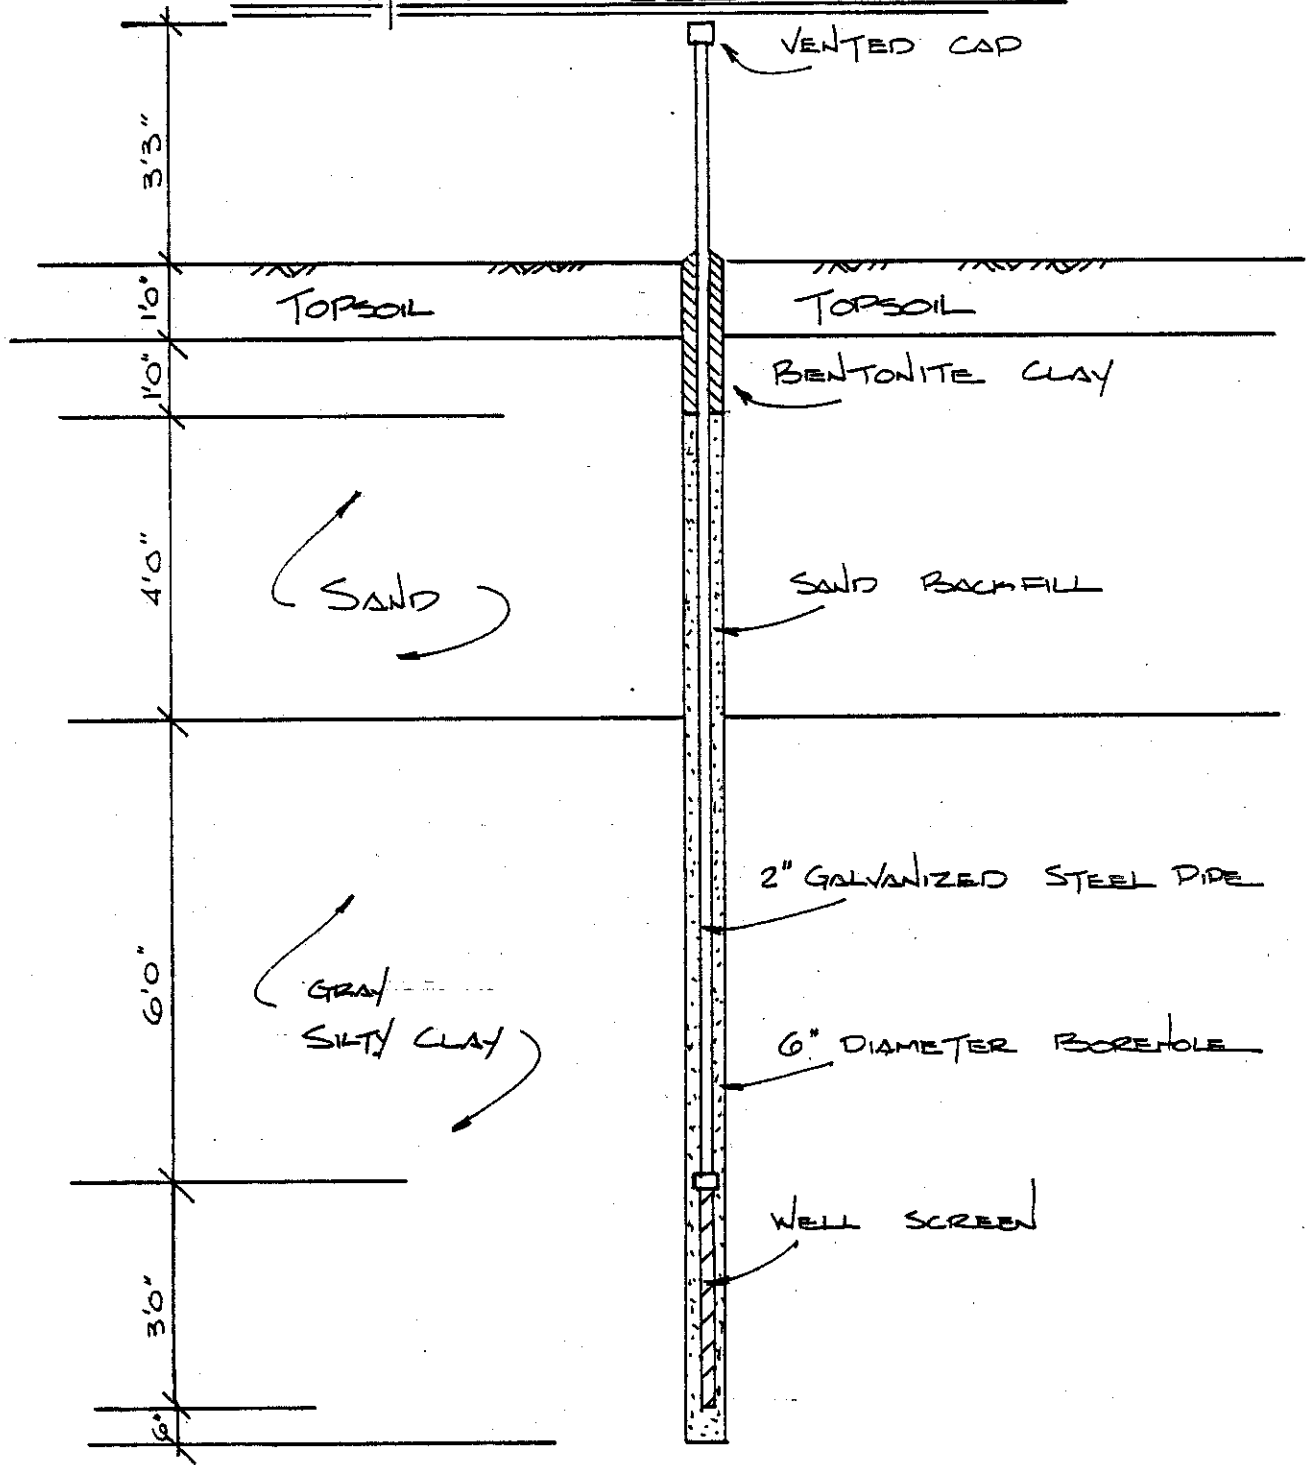 VENTED CAP
3'3"
1'0"
TOPSOIL
TOPSOIL
1'0"
BENTONITE CLAY
4'0"
SAND
SAND BACKFILL
2" GALVANIZED STEEL PIPE
6'0"
GRAY
SILTY CLAY
6" DIAMETER BOREHOLE
WELL SCREEN
3'0"
6"